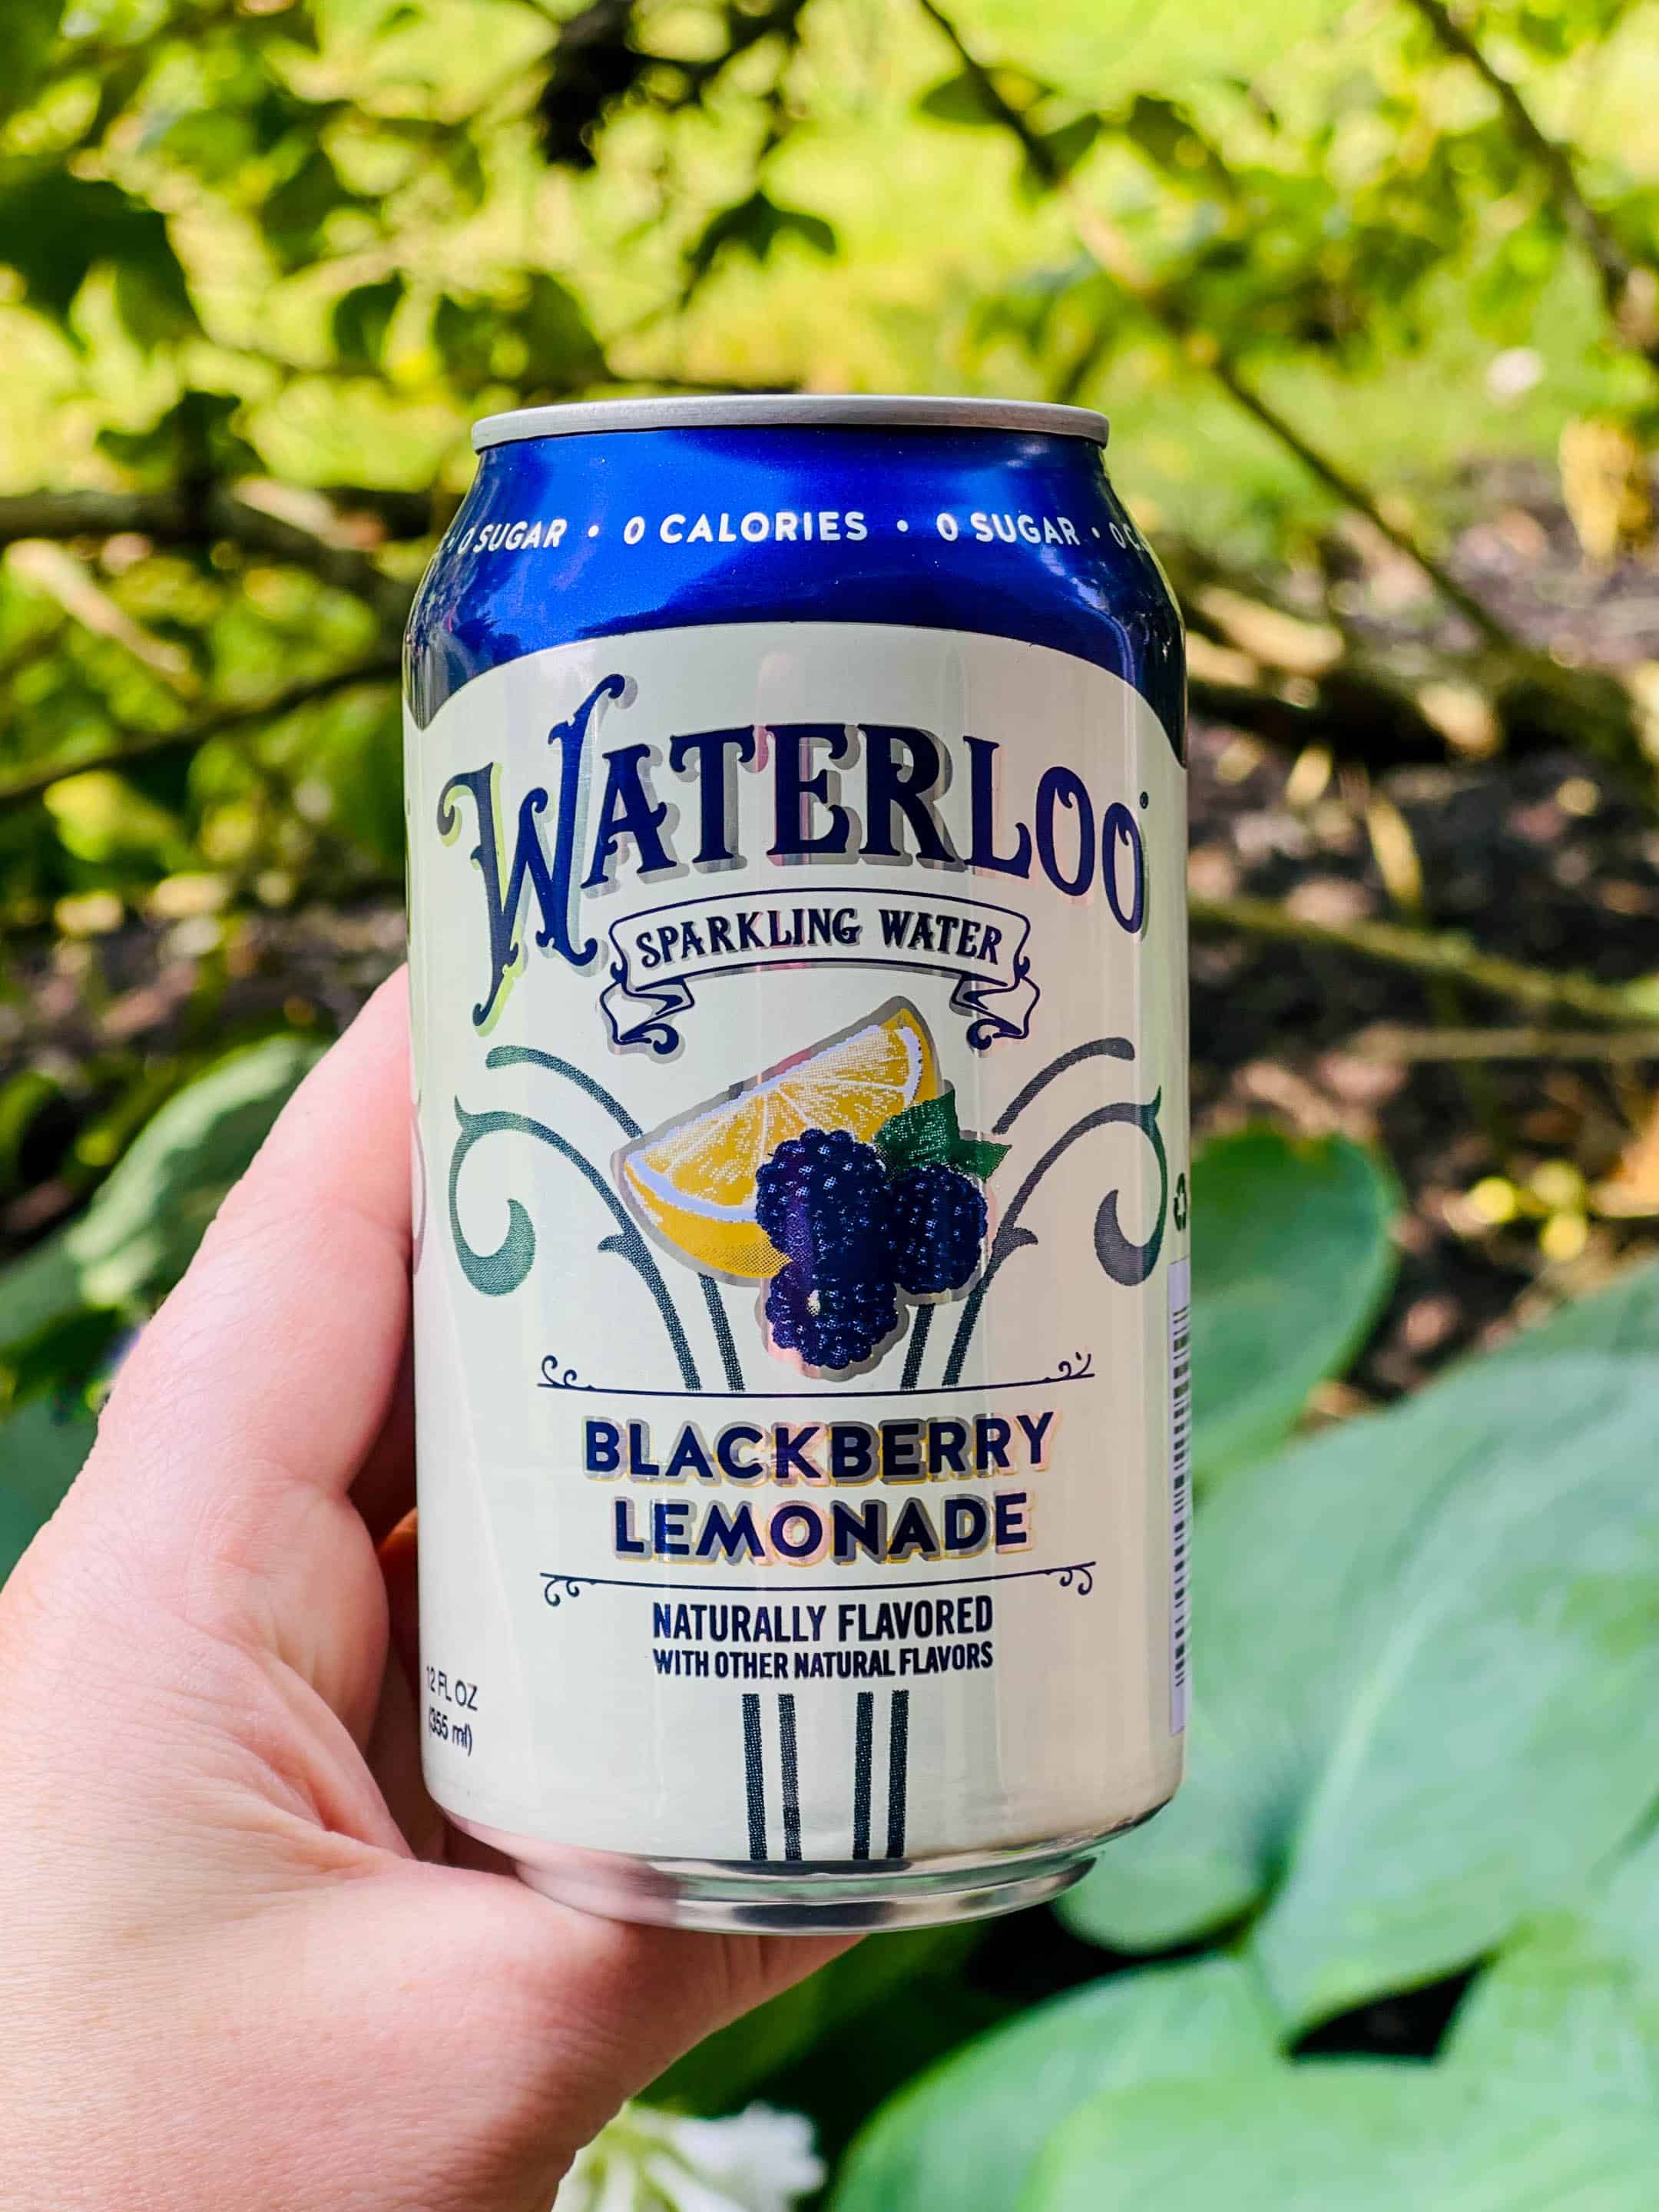 0 SUGAR • 0 CALORIES • 0 SUGAR •
WATERLOO
SPARKLING WATER
BLACKBERRY
LEMONADE
NATURALLY FLAVORED
WITH OTHER NATURAL FLAVORS
12 FL OZ
(355 ml)